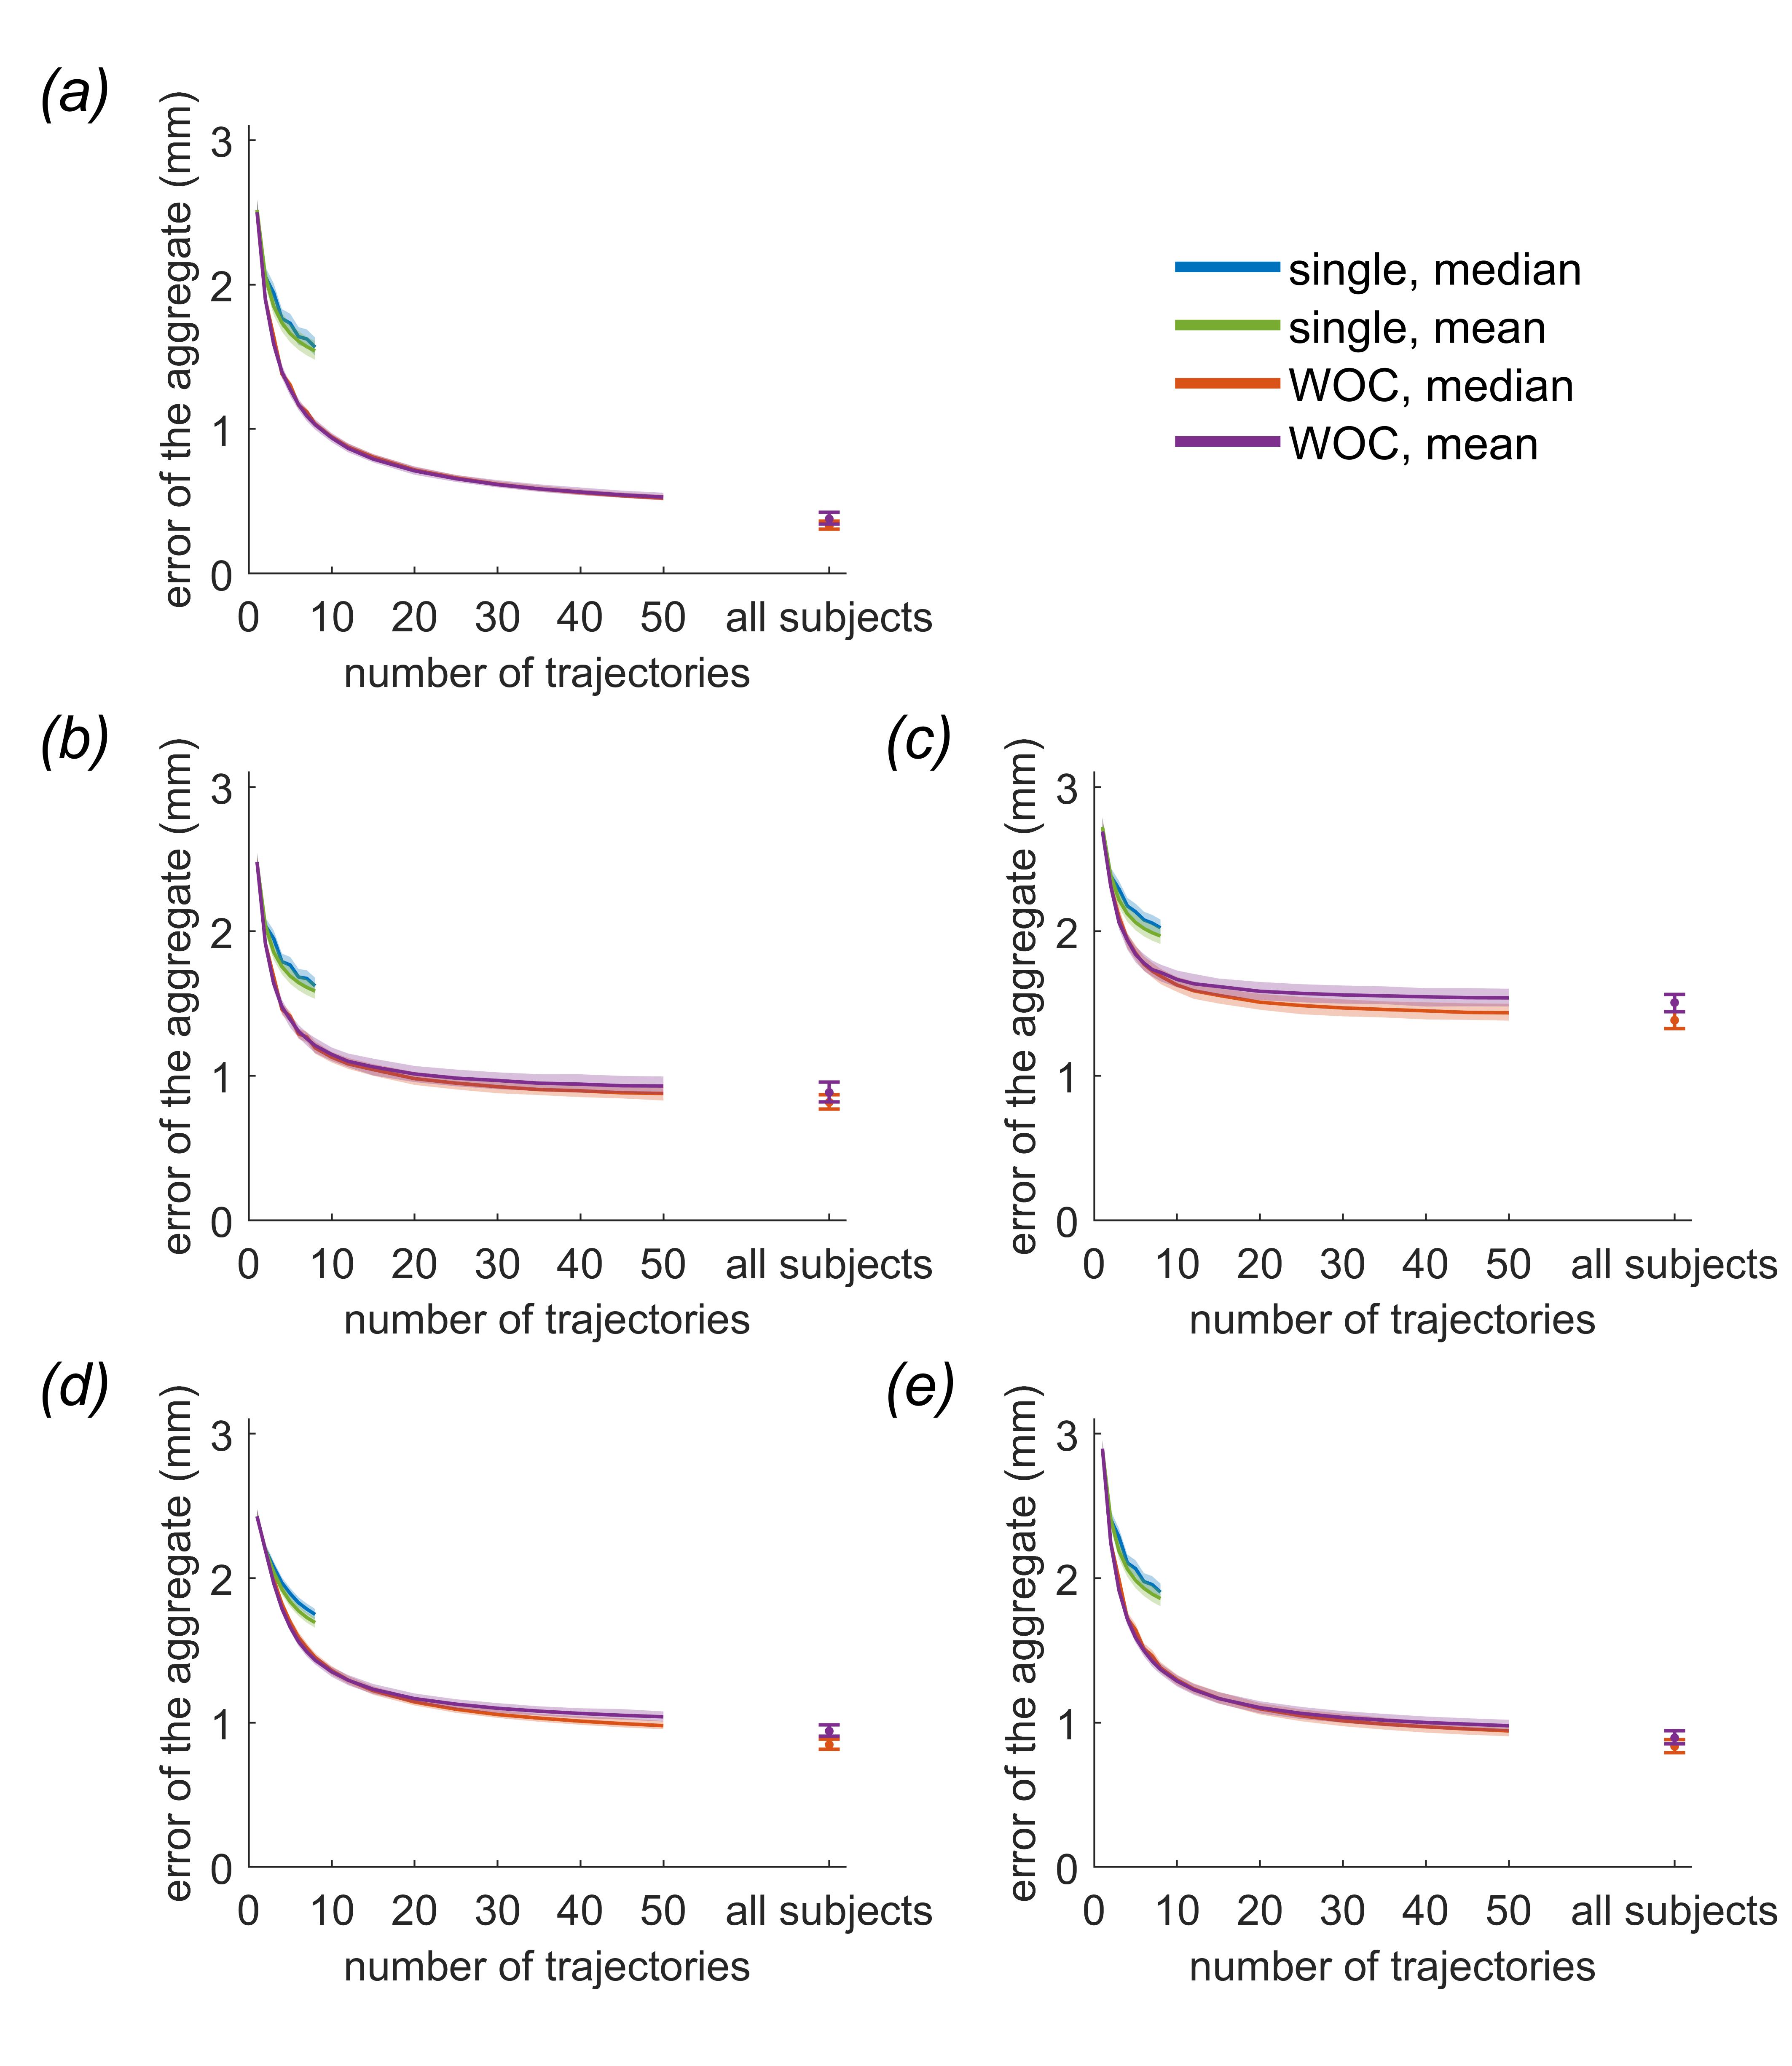 (a)
error of the aggregate (mm)
3
2
1
0
0 10 20 30 40 50 all subjects
number of trajectories
single, median
single, mean
WOC, median
WOC, mean
(b)
error of the aggregate (mm)
3
2
1
0
0 10 20 30 40 50 all subjects
number of trajectories
(c)
error of the aggregate (mm)
3
2
1
0 10 20 30 40 50 all subjects
number of trajectories
(d)
error of the aggregate (mm)
3
2
1
0
0 10 20 30 40 50 all subjects
number of trajectories
(e)
error of the aggregate (mm)
3
2
1
0
0 10 20 30 40 50 all subjects
number of trajectories